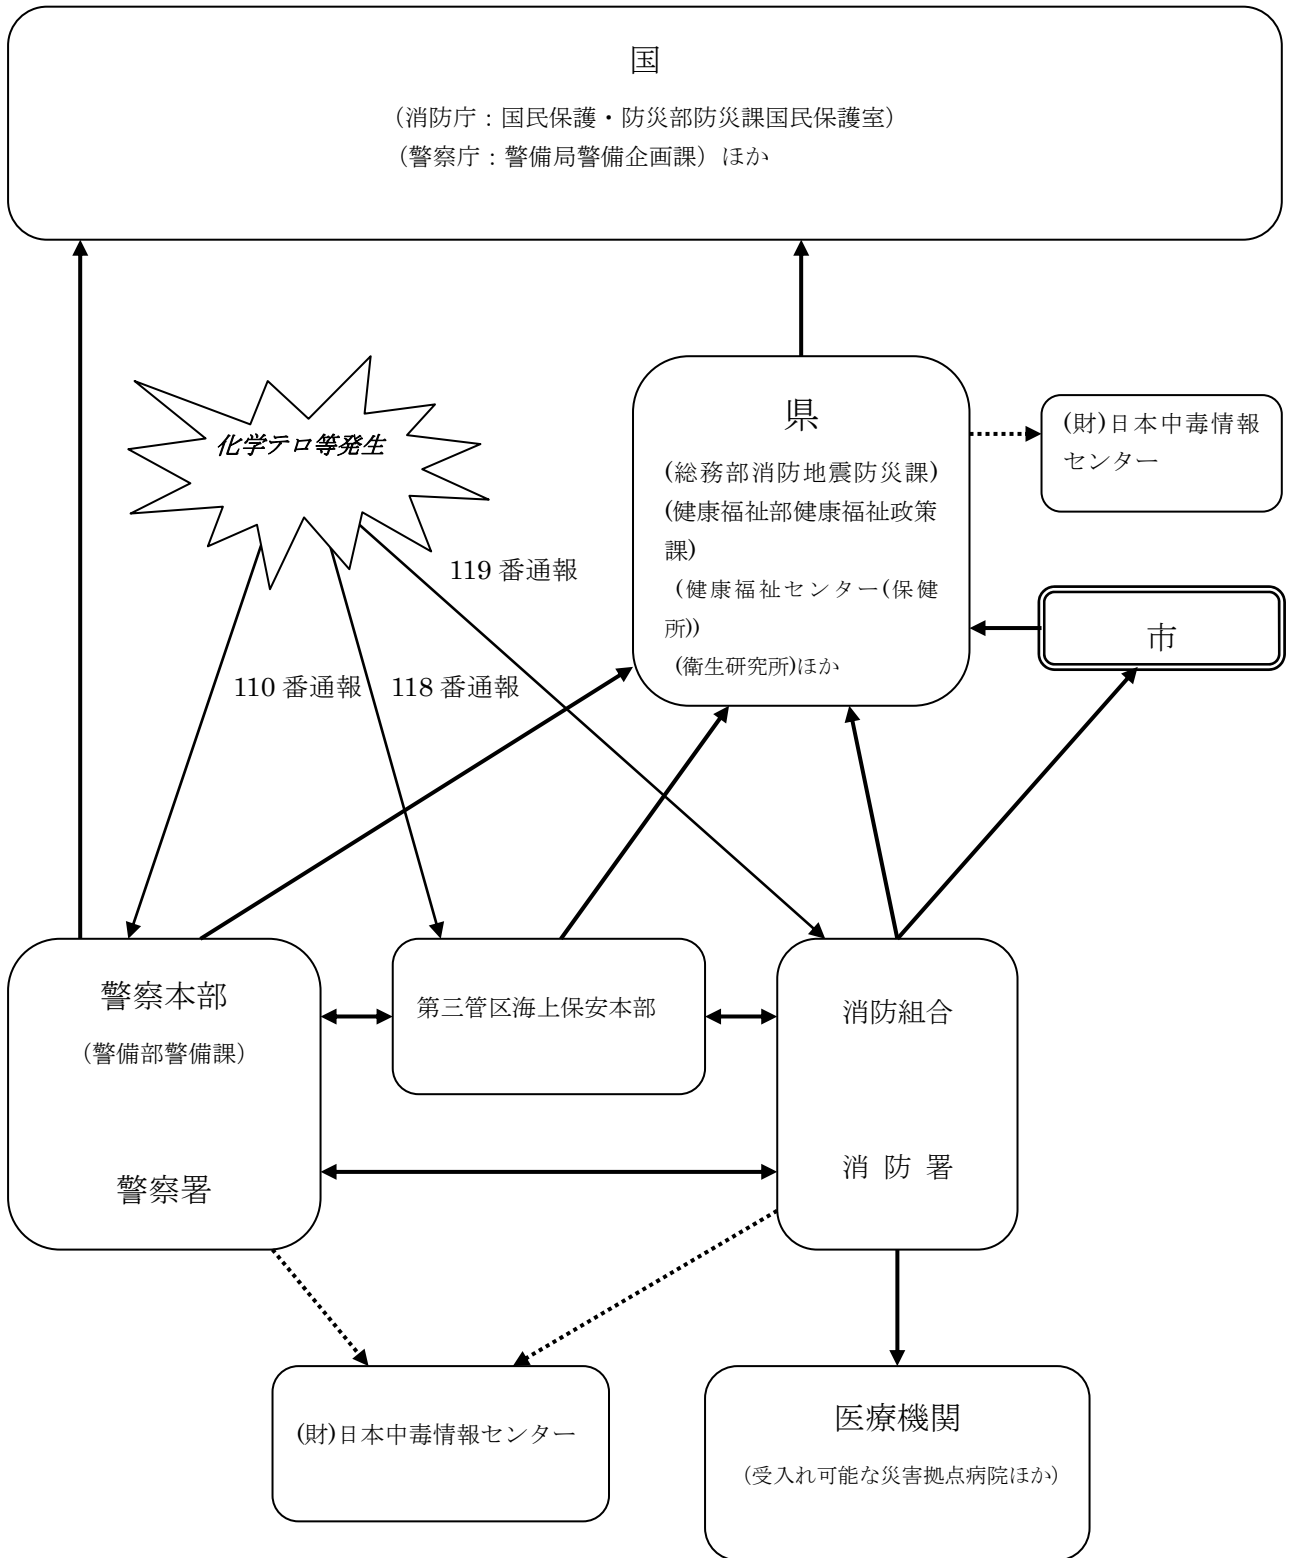 国
（消防庁：国民保護・防災部防災課国民保護室）
（警察庁：警備局警備企画課）ほか
化学テロ等発生
県
(総務部消防地震防災課)
(健康福祉部健康福祉政策
課)
(健康福祉センター(保健
所))
(衛生研究所)ほか
(財)日本中毒情報
センター
119 番通報
市
110 番通報
118 番通報
警察本部
（警備部警備課）
警察署
第三管区海上保安本部
消防組合
消 防 署
(財)日本中毒情報センター
医療機関
（受入れ可能な災害拠点病院ほか）